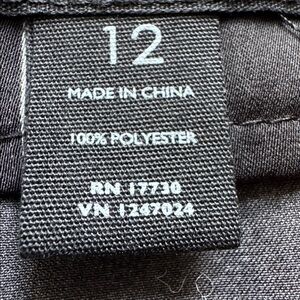 12
MADE IN CHINA
100% POLYESTER
RN 17730
VN 1247024